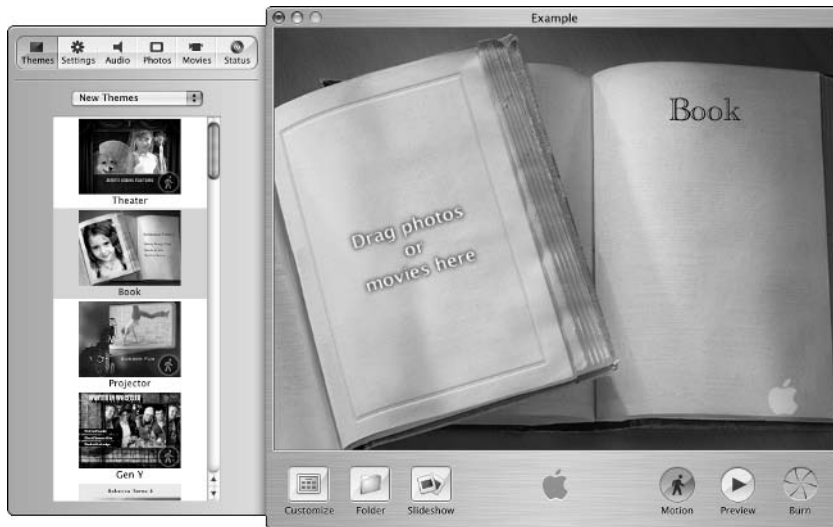 Example
Themes Settings Audio Photos Movies Status
New Themes
Theater
Book
Projector
Gen Y
Book
Drag photos
or
movies here
Customize Folder Slideshow
Motion Preview Burn